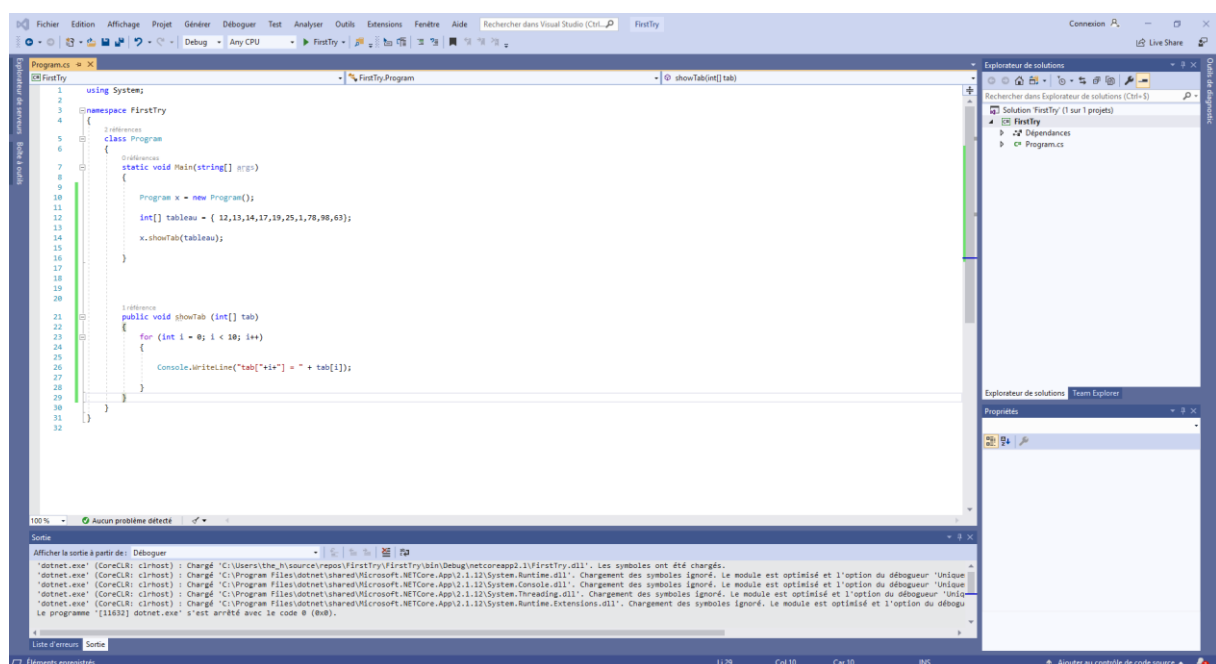 Fichier Edition Affichage Projet Générer Déboguer Test Analyser Outils Extensions Fenêtre Aide Rechercher dans Visual Studio (Ctrl... FirstTry Connexion
Debug Any CPU FirstTry Live Share
Explorateur de serveurs
Boîte à outils
Program.cs
FirstTry FirstTry.Program showTab(int[] tab)
1 using System;
2
3 namespace FirstTry
4 {
2 références
5 class Program
6 {
0 références
7 static void Main(string[] args)
8 {
9
10 Program x = new Program();
11
12 int[] tableau = { 12,13,14,17,19,25,1,78,98,63};
13
14 x.showTab(tableau);
15
16 }
17
18
19
20
1 référence
21 public void showTab (int[] tab)
22 {
23 for (int i = 0; i < 10; i++)
24 {
25
26 Console.WriteLine("tab["+i+"] = " + tab[i]);
27
28 }
29 }
30 }
31 }
32
100 % Aucun problème détecté
Sortie
Afficher la sortie à partir de : Déboguer
'dotnet.exe' (CoreCLR: clrhost) : Chargé 'C:\Users\the_h\source\repos\FirstTry\FirstTry\bin\Debug\netcoreapp2.1\FirstTry.dll'. Les symboles ont été chargés.
'dotnet.exe' (CoreCLR: clrhost) : Chargé 'C:\Program Files\dotnet\shared\Microsoft.NETCore.App\2.1.12\System.Runtime.dll'. Chargement des symboles ignoré. Le module est optimisé et l'option du débogueur 'Unique
'dotnet.exe' (CoreCLR: clrhost) : Chargé 'C:\Program Files\dotnet\shared\Microsoft.NETCore.App\2.1.12\System.Console.dll'. Chargement des symboles ignoré. Le module est optimisé et l'option du débogueur 'Unique
'dotnet.exe' (CoreCLR: clrhost) : Chargé 'C:\Program Files\dotnet\shared\Microsoft.NETCore.App\2.1.12\System.Threading.dll'. Chargement des symboles ignoré. Le module est optimisé et l'option du débogueur 'Uniq
'dotnet.exe' (CoreCLR: clrhost) : Chargé 'C:\Program Files\dotnet\shared\Microsoft.NETCore.App\2.1.12\System.Runtime.Extensions.dll'. Chargement des symboles ignoré. Le module est optimisé et l'option du débogu
Le programme '[11632] dotnet.exe' s'est arrêté avec le code 0 (0x0).
Liste d'erreurs Sortie
Explorateur de solutions
Rechercher dans Explorateur de solutions (Ctrl+$)
Solution 'FirstTry' (1 sur 1 projets)
FirstTry
Dépendances
C# Program.cs
Explorateur de solutions Team Explorer
Propriétés
Outils de diagnostic
Éléments enregistrés Li 29 Col 10 Car 10 INS Ajouter au contrôle de code source